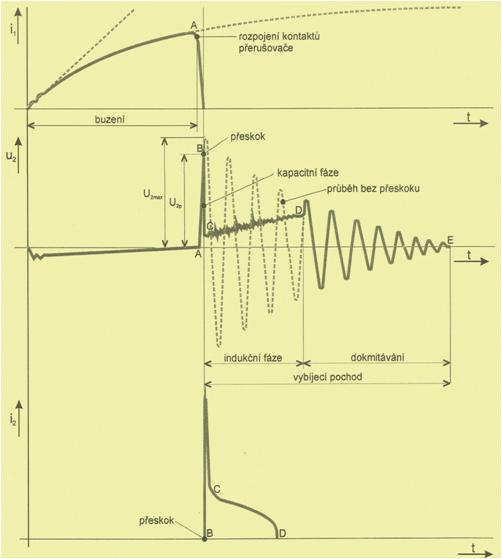 i1
A
rozpojení kontaktů
přerušovače
buzení
t
u2
B
přeskok
U2max
U2p
kapacitní fáze
průběh bez přeskoku
C
D
A
E
t
indukční fáze
dokmitávání
vybíjecí pochod
i2
C
přeskok
B
D
t